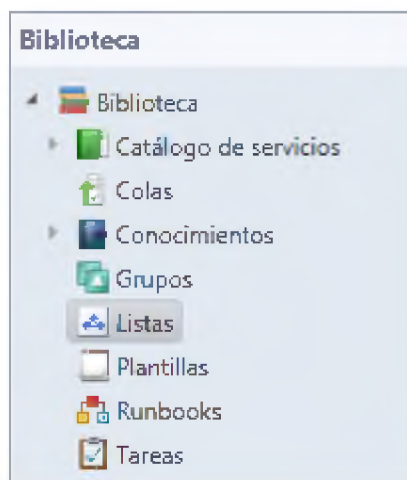 Biblioteca
Biblioteca
Catálogo de servicios
Colas
Conocimientos
Grupos
Listas
Plantillas
Runbooks
Tareas